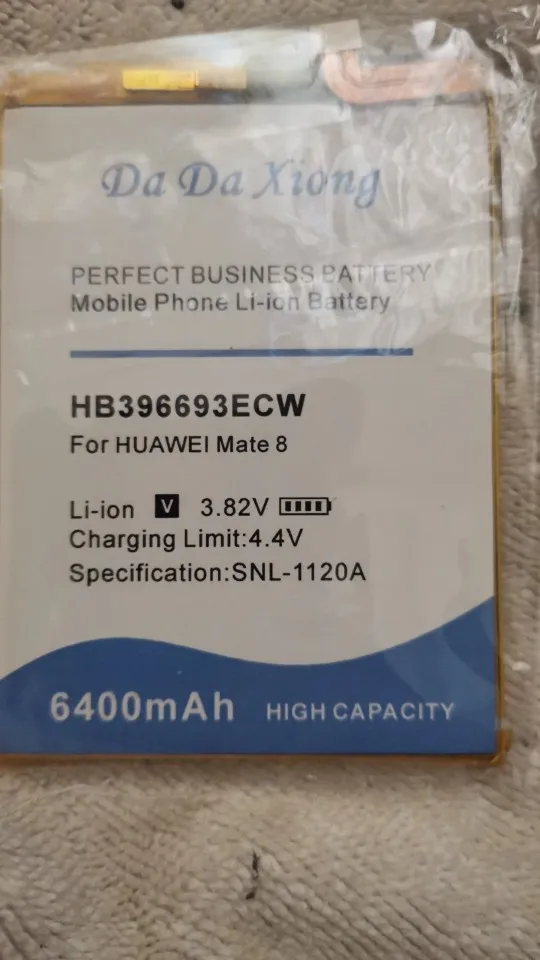 Da Da Xiong
PERFECT BUSINESS BATTERY
Mobile Phone Li-ion Battery
HB396693ECW
For HUAWEI Mate 8
Li-ion V 3.82V
Charging Limit:4.4V
Specification:SNL-1120A
6400mAh HIGH CAPACITY